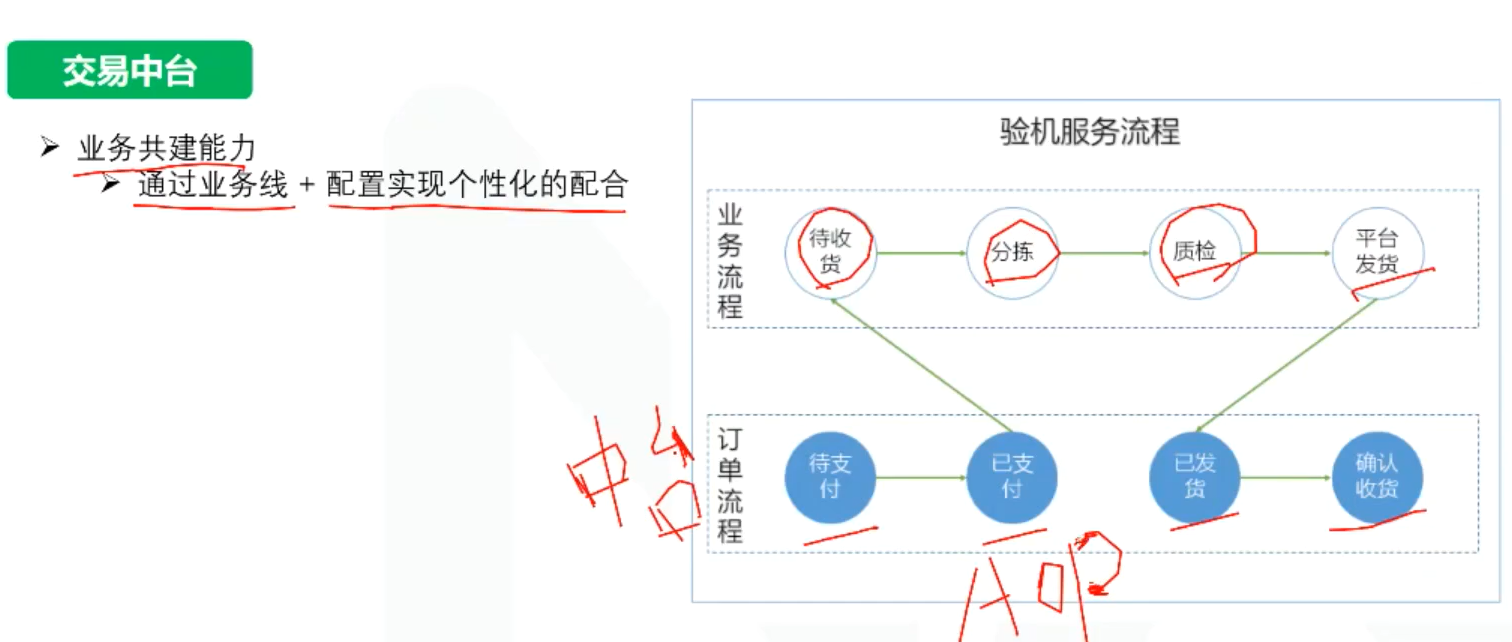 交易中台
业务共建能力
通过业务线 + 配置实现个性化的配合
验机服务流程
业务流程
待收货
分拣
质检
平台发货
订单流程
待支付
已支付
已发货
确认收货
中台
AOP